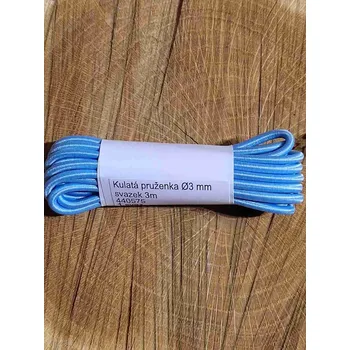 Kulatá pruženka Ø3 mm
svazek 3m
440575